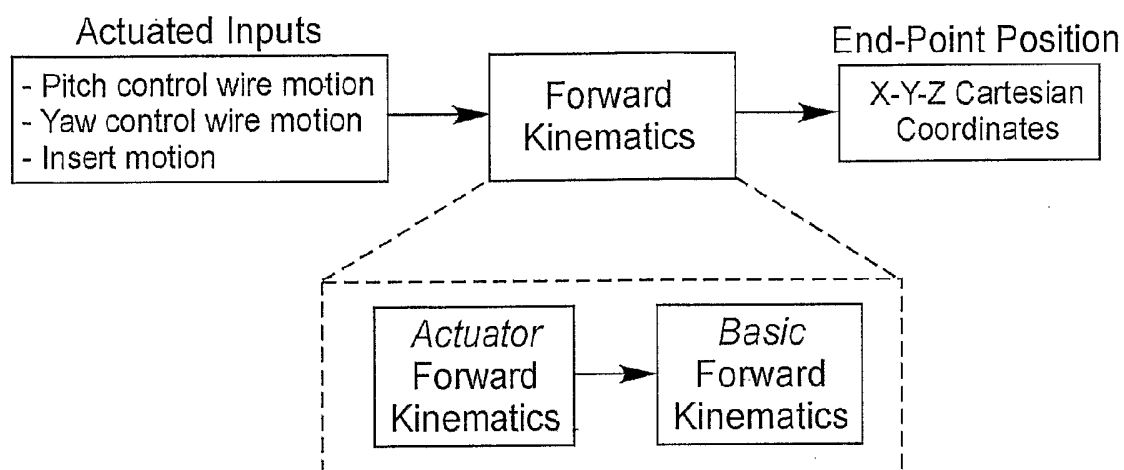 Actuated Inputs
- Pitch control wire motion
- Yaw control wire motion
- Insert motion
Forward
Kinematics
End-Point Position
X-Y-Z Cartesian
Coordinates
Actuator
Forward
Kinematics
Basic
Forward
Kinematics